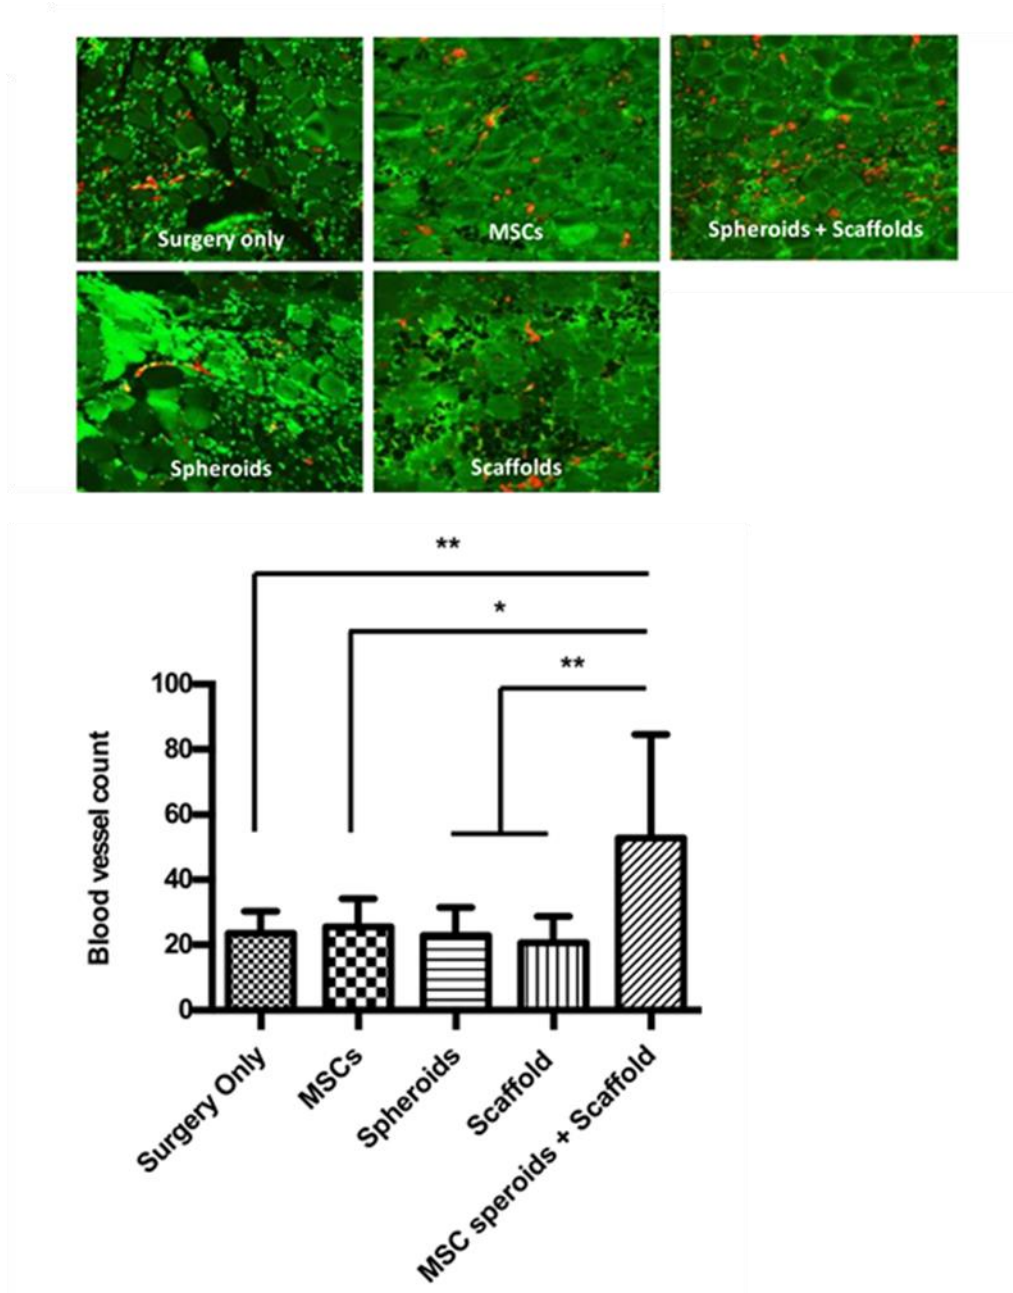 Surgery only
MSCs
Spheroids + Scaffolds
Spheroids
Scaffolds
**
*
**
100
80
60
40
20
0
Blood vessel count
Surgery Only
MSCs
Spheroids
Scaffold
MSC speroids + Scaffold